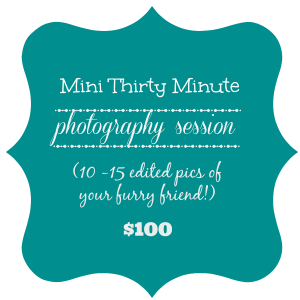 Mini Thirty Minute
photography session
(10 -15 edited pics of
your furry friend!)
$100